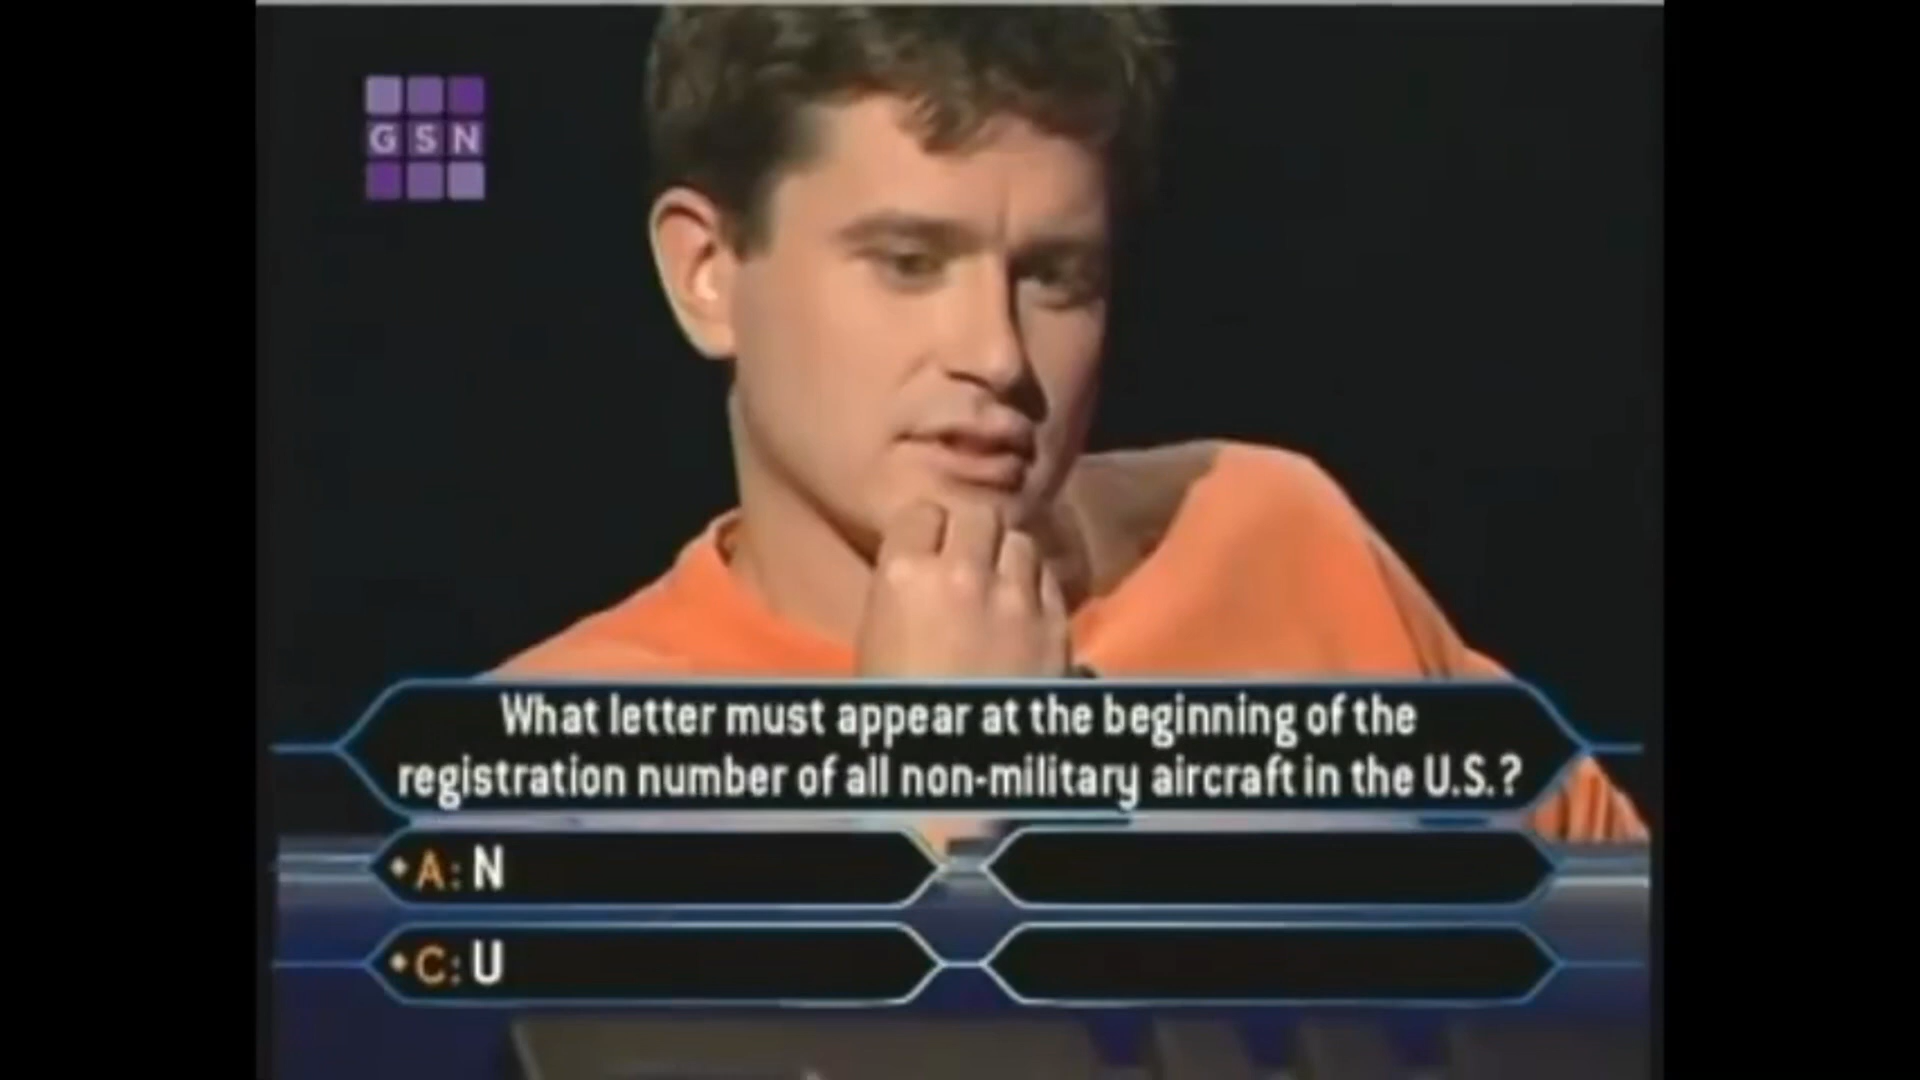 GSN
What letter must appear at the beginning of the
registration number of all non-military aircraft in the U.S.?
A: N
C: U